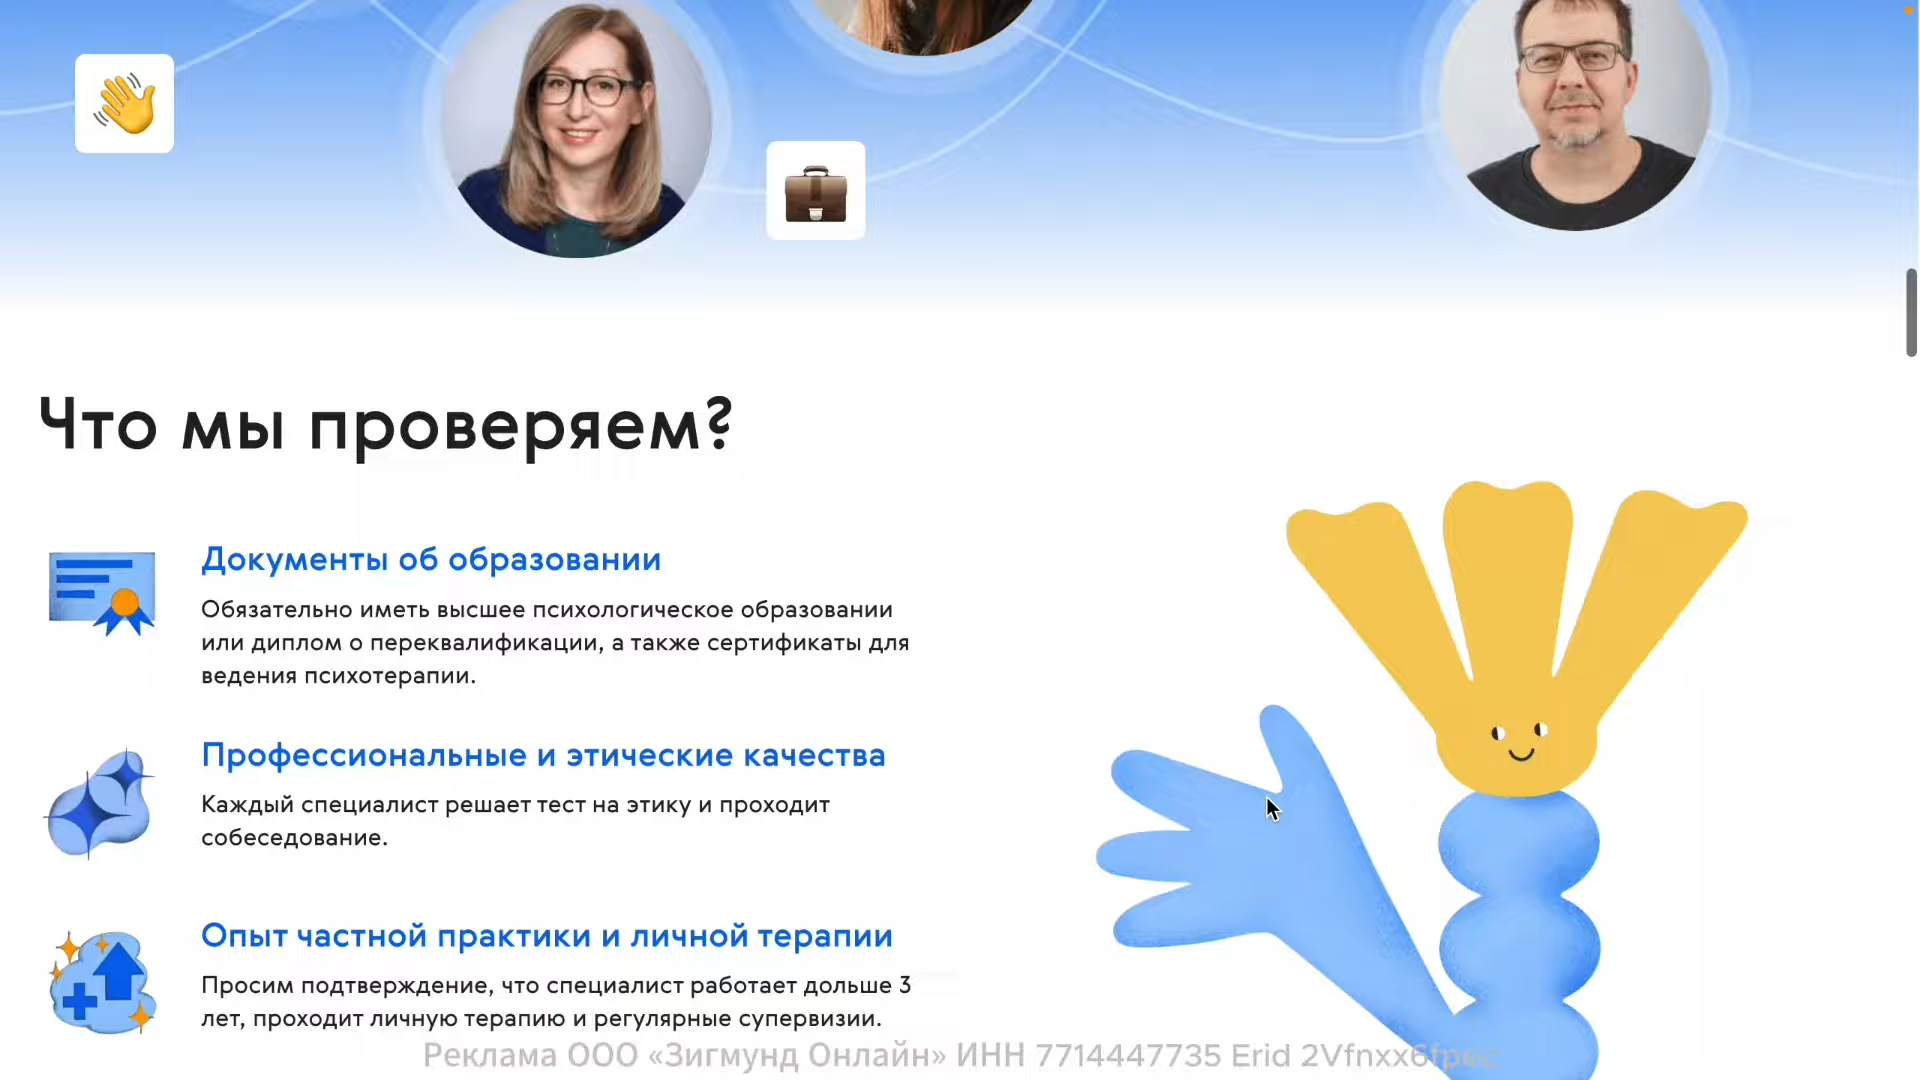 Что мы проверяем?
Документы об образовании
Обязательно иметь высшее психологическое образовании
или диплом о переквалификации, а также сертификаты для
ведения психотерапии.
Профессиональные и этические качества
Каждый специалист решает тест на этику и проходит
собеседование.
Опыт частной практики и личной терапии
Просим подтверждение, что специалист работает дольше 3
лет, проходит личную терапию и регулярные супервизии.
Реклама ООО «Зигмунд Онлайн» ИНН 7714447735 Erid 2Vfnxx6fpec